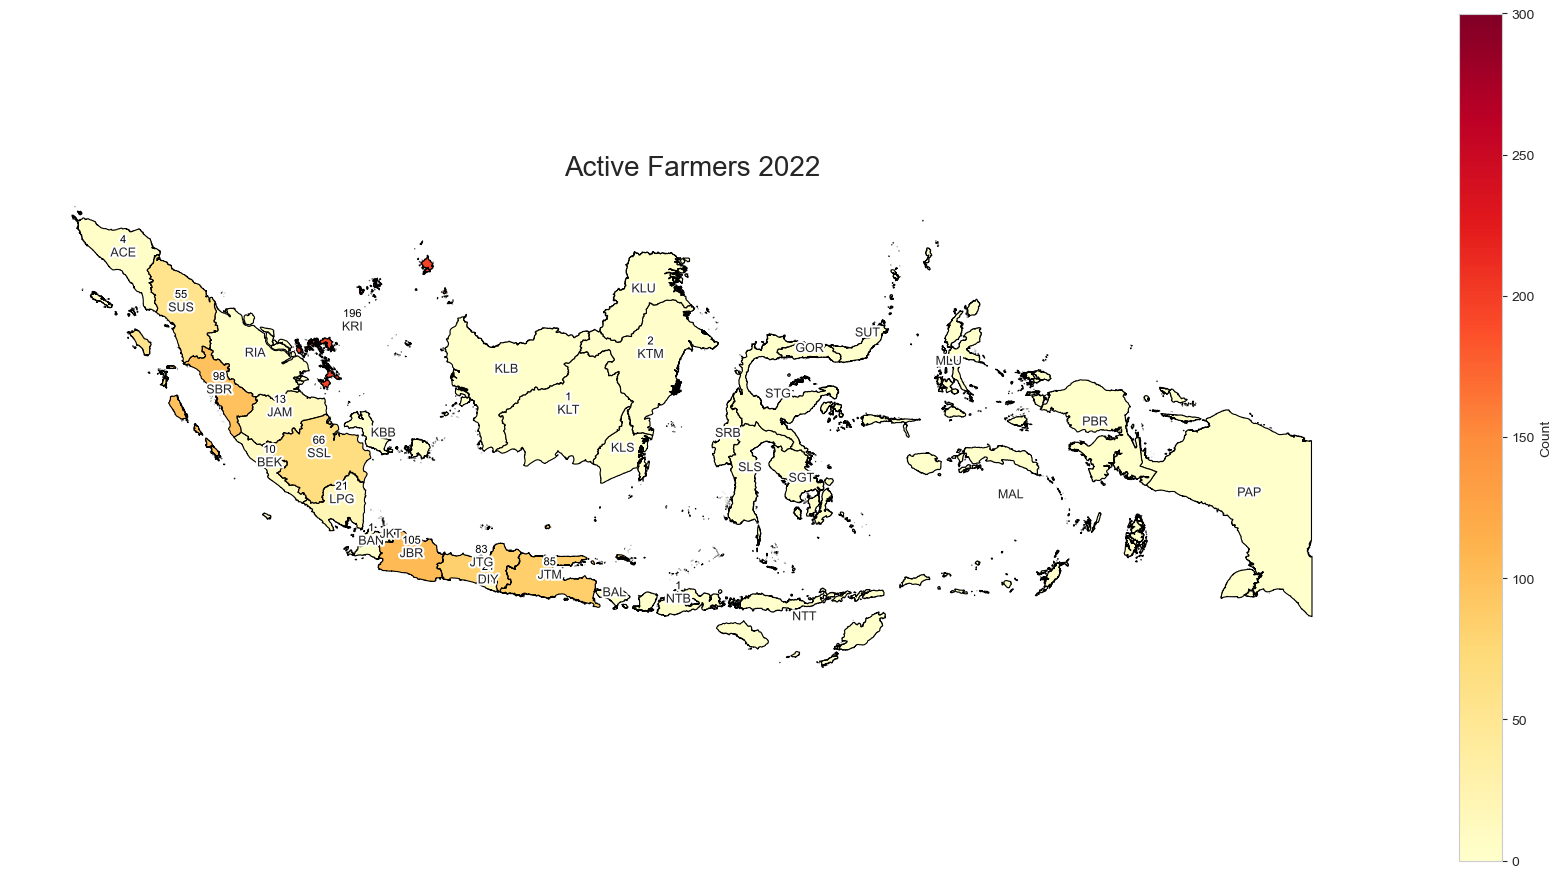 Active Farmers 2022
4
ACE
55
SUS
196
KRI
RIA
98
SBR
13
JAM
KBB
66
SSL
10
BEK
21
LPG
1
BAN
JKT
105
JBR
83
JTG
DIY
85
JTM
BAL
1
NTB
NTT
KLU
2
KTM
KLB
1
KLT
KLS
GOR
SUT
STG
SRB
SLS
SGT
MLU
MAL
PBR
PAP
300
250
200
150
100
50
0
Count